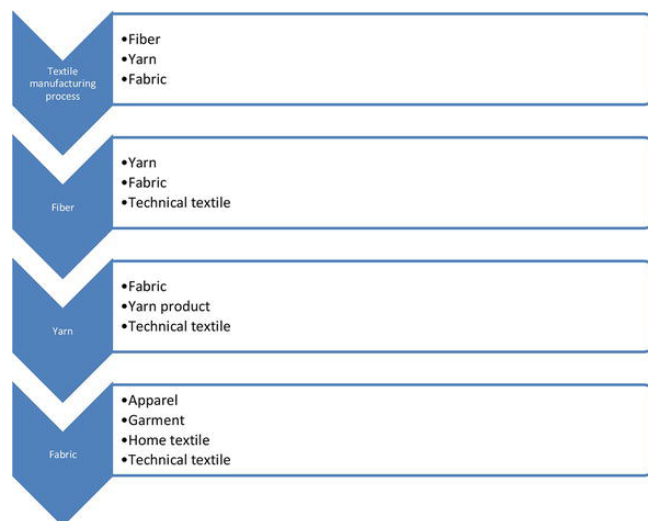 Textile
manufacturing
process
•Fiber
•Yarn
•Fabric
Fiber
•Yarn
•Fabric
•Technical textile
Yarn
•Fabric
•Yarn product
•Technical textile
Fabric
•Apparel
•Garment
•Home textile
•Technical textile